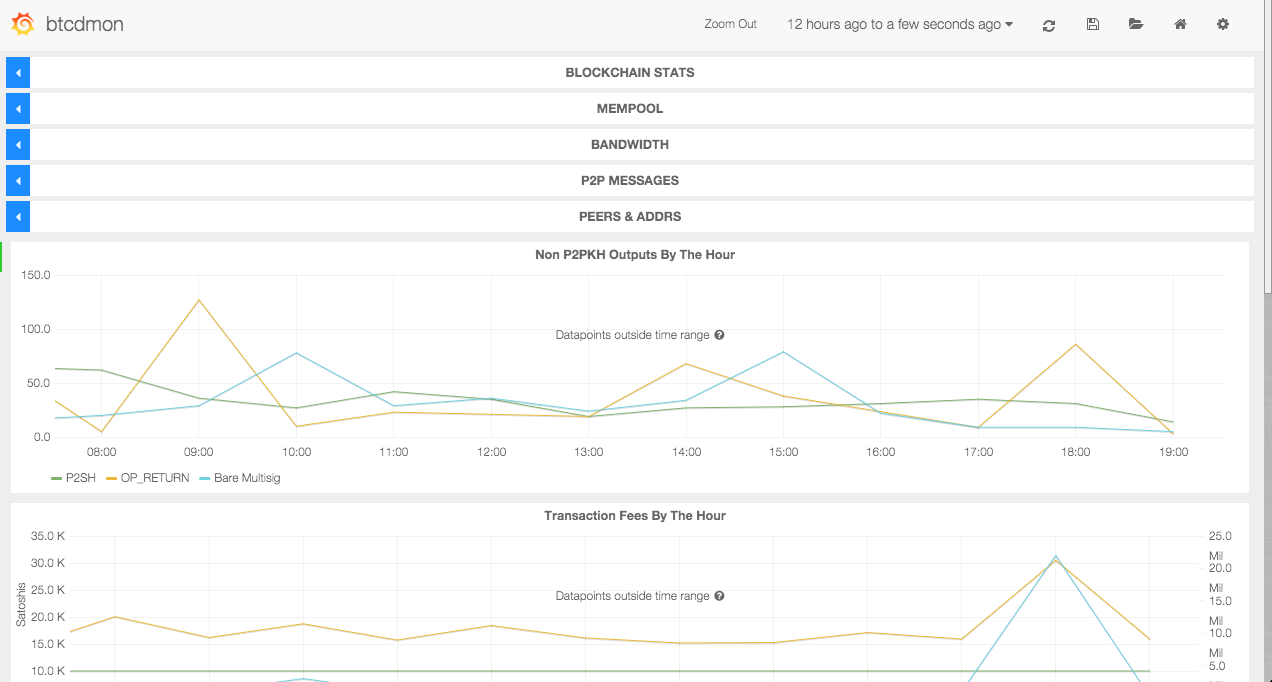 btcdmon
Zoom Out
12 hours ago to a few seconds ago
BLOCKCHAIN STATS
MEMPOOL
BANDWIDTH
P2P MESSAGES
PEERS & ADDRS
Non P2PKH Outputs By The Hour
150.0
100.0
50.0
0.0
Datapoints outside time range
08:00 09:00 10:00 11:00 12:00 13:00 14:00 15:00 16:00 17:00 18:00 19:00
P2SH OP_RETURN Bare Multisig
Transaction Fees By The Hour
Satoshis
35.0 K
30.0 K
25.0 K
20.0 K
15.0 K
10.0 K
Datapoints outside time range
25.0
Mil
20.0
Mil
15.0
Mil
10.0
Mil
5.0